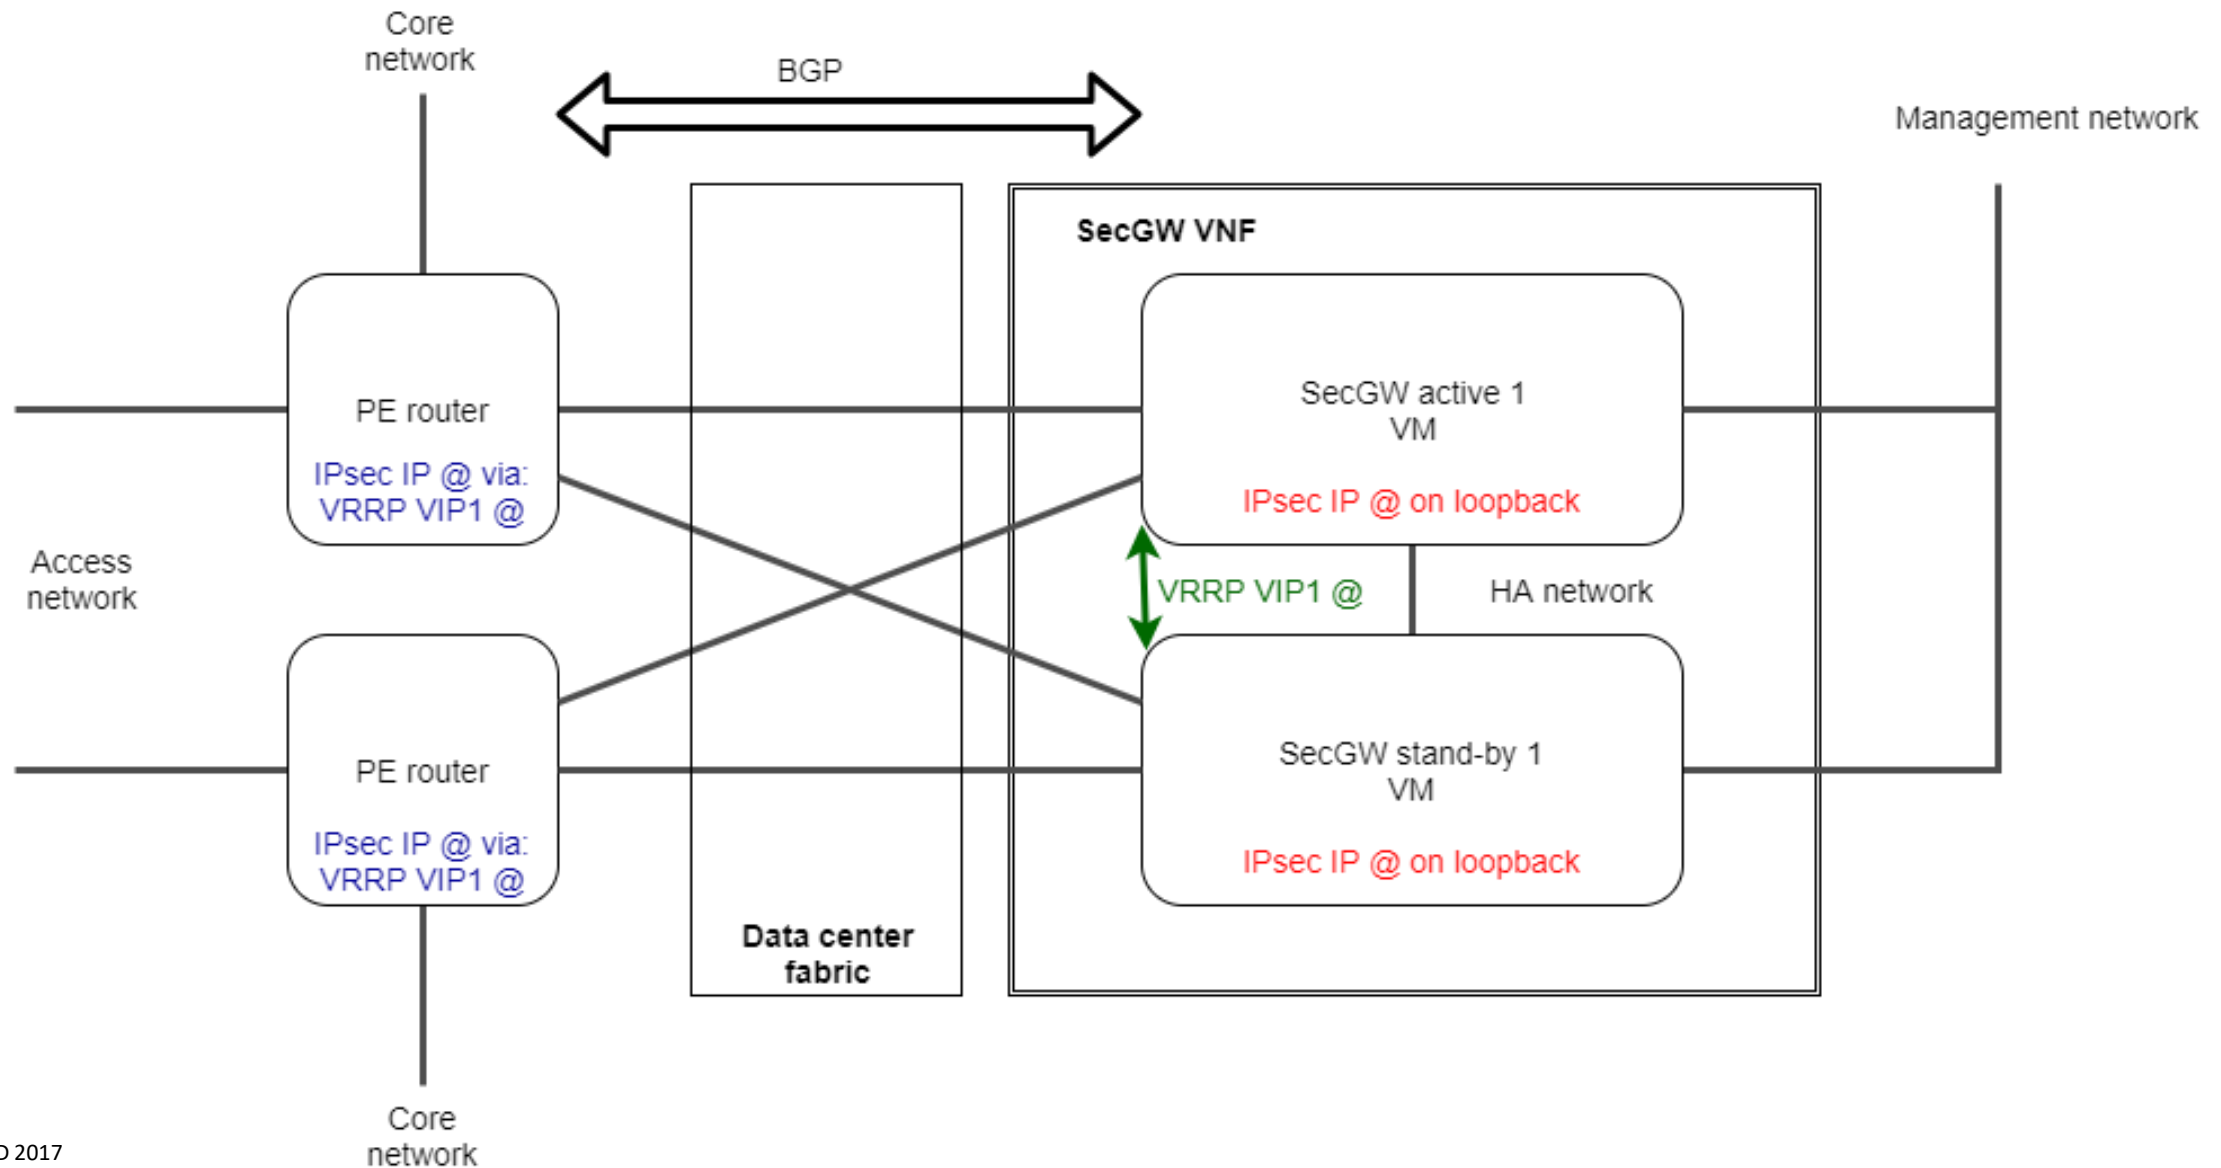 Core
network
BGP
Management network
SecGW VNF
PE router
IPsec IP @ via:
VRRP VIP1 @
SecGW active 1
VM
IPsec IP @ on loopback
Access
network
VRRP VIP1 @
HA network
PE router
IPsec IP @ via:
VRRP VIP1 @
SecGW stand-by 1
VM
IPsec IP @ on loopback
Data center
fabric
Core
network
2017